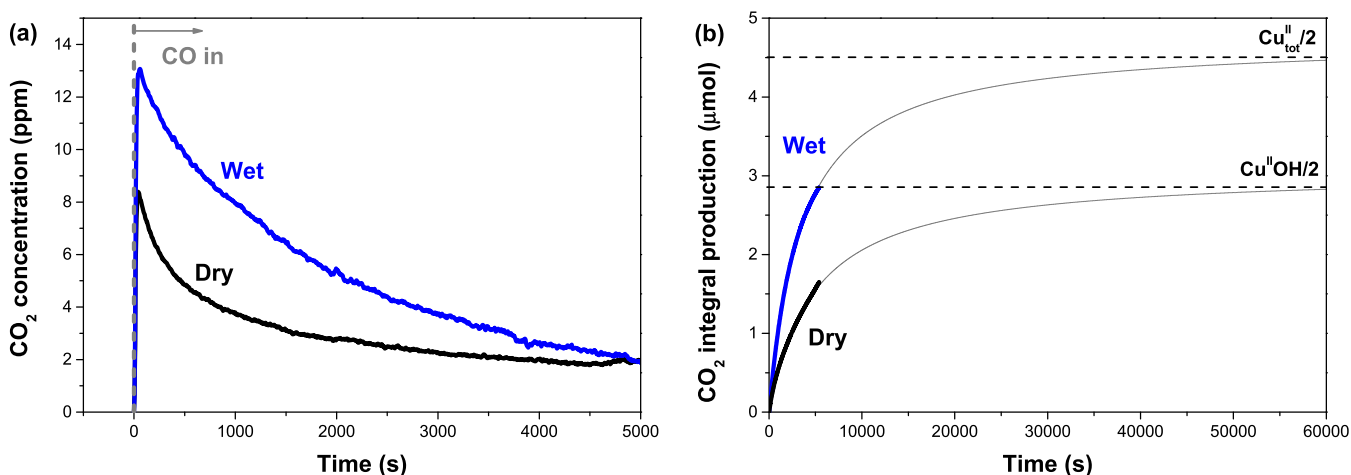 (a)
CO in
Wet
Dry
CO₂ concentration (ppm)
0
2
4
6
8
10
12
14
0
1000
2000
3000
4000
5000
Time (s)
(b)
Cuᴵᴵtot/2
Wet
CuᴵᴵOH/2
Dry
CO₂ integral production (μmol)
0
1
2
3
4
5
0
10000
20000
30000
40000
50000
60000
Time (s)